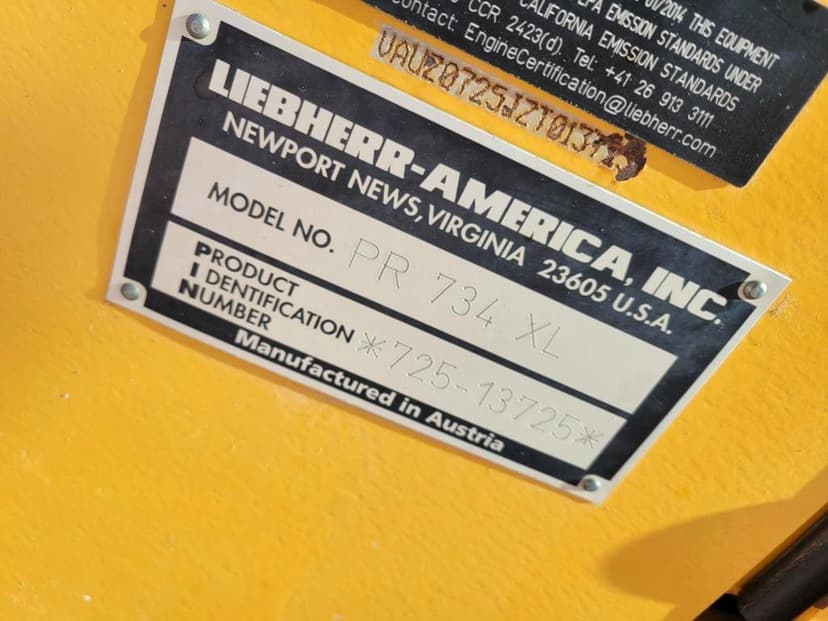 01/2014 THIS EQUIPMENT
EPA EMISSION STANDARDS UNDER
CCR 2423(d). CALIFORNIA EMISSION STANDARDS
Contact EngineCertification@liebherr.com Tel: +41 26 913 3111
VAUZ0725JZT0137
LIEBHERR-AMERICA, INC.
NEWPORT NEWS, VIRGINIA 23605 U.S.A.
MODEL NO. PR 734 XL
PRODUCT
IDENTIFICATION *725-13725*
NUMBER
Manufactured in Austria